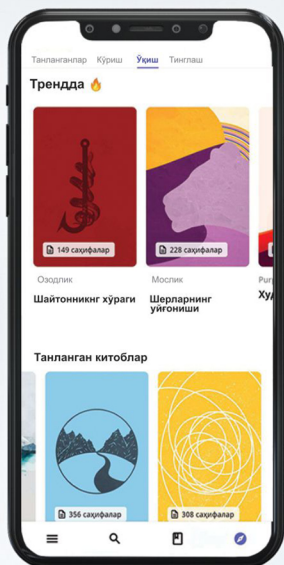 Танланганлар Кўриш Ўқиш Тинглаш
Трендда 🔥
149 саҳифалар
228 саҳифалар
Озодлик
Мослик
Шайтонникнг хўраги
Шерларнинг
уйғониши
Танланган китоблар
356 саҳифалар
308 саҳифалар